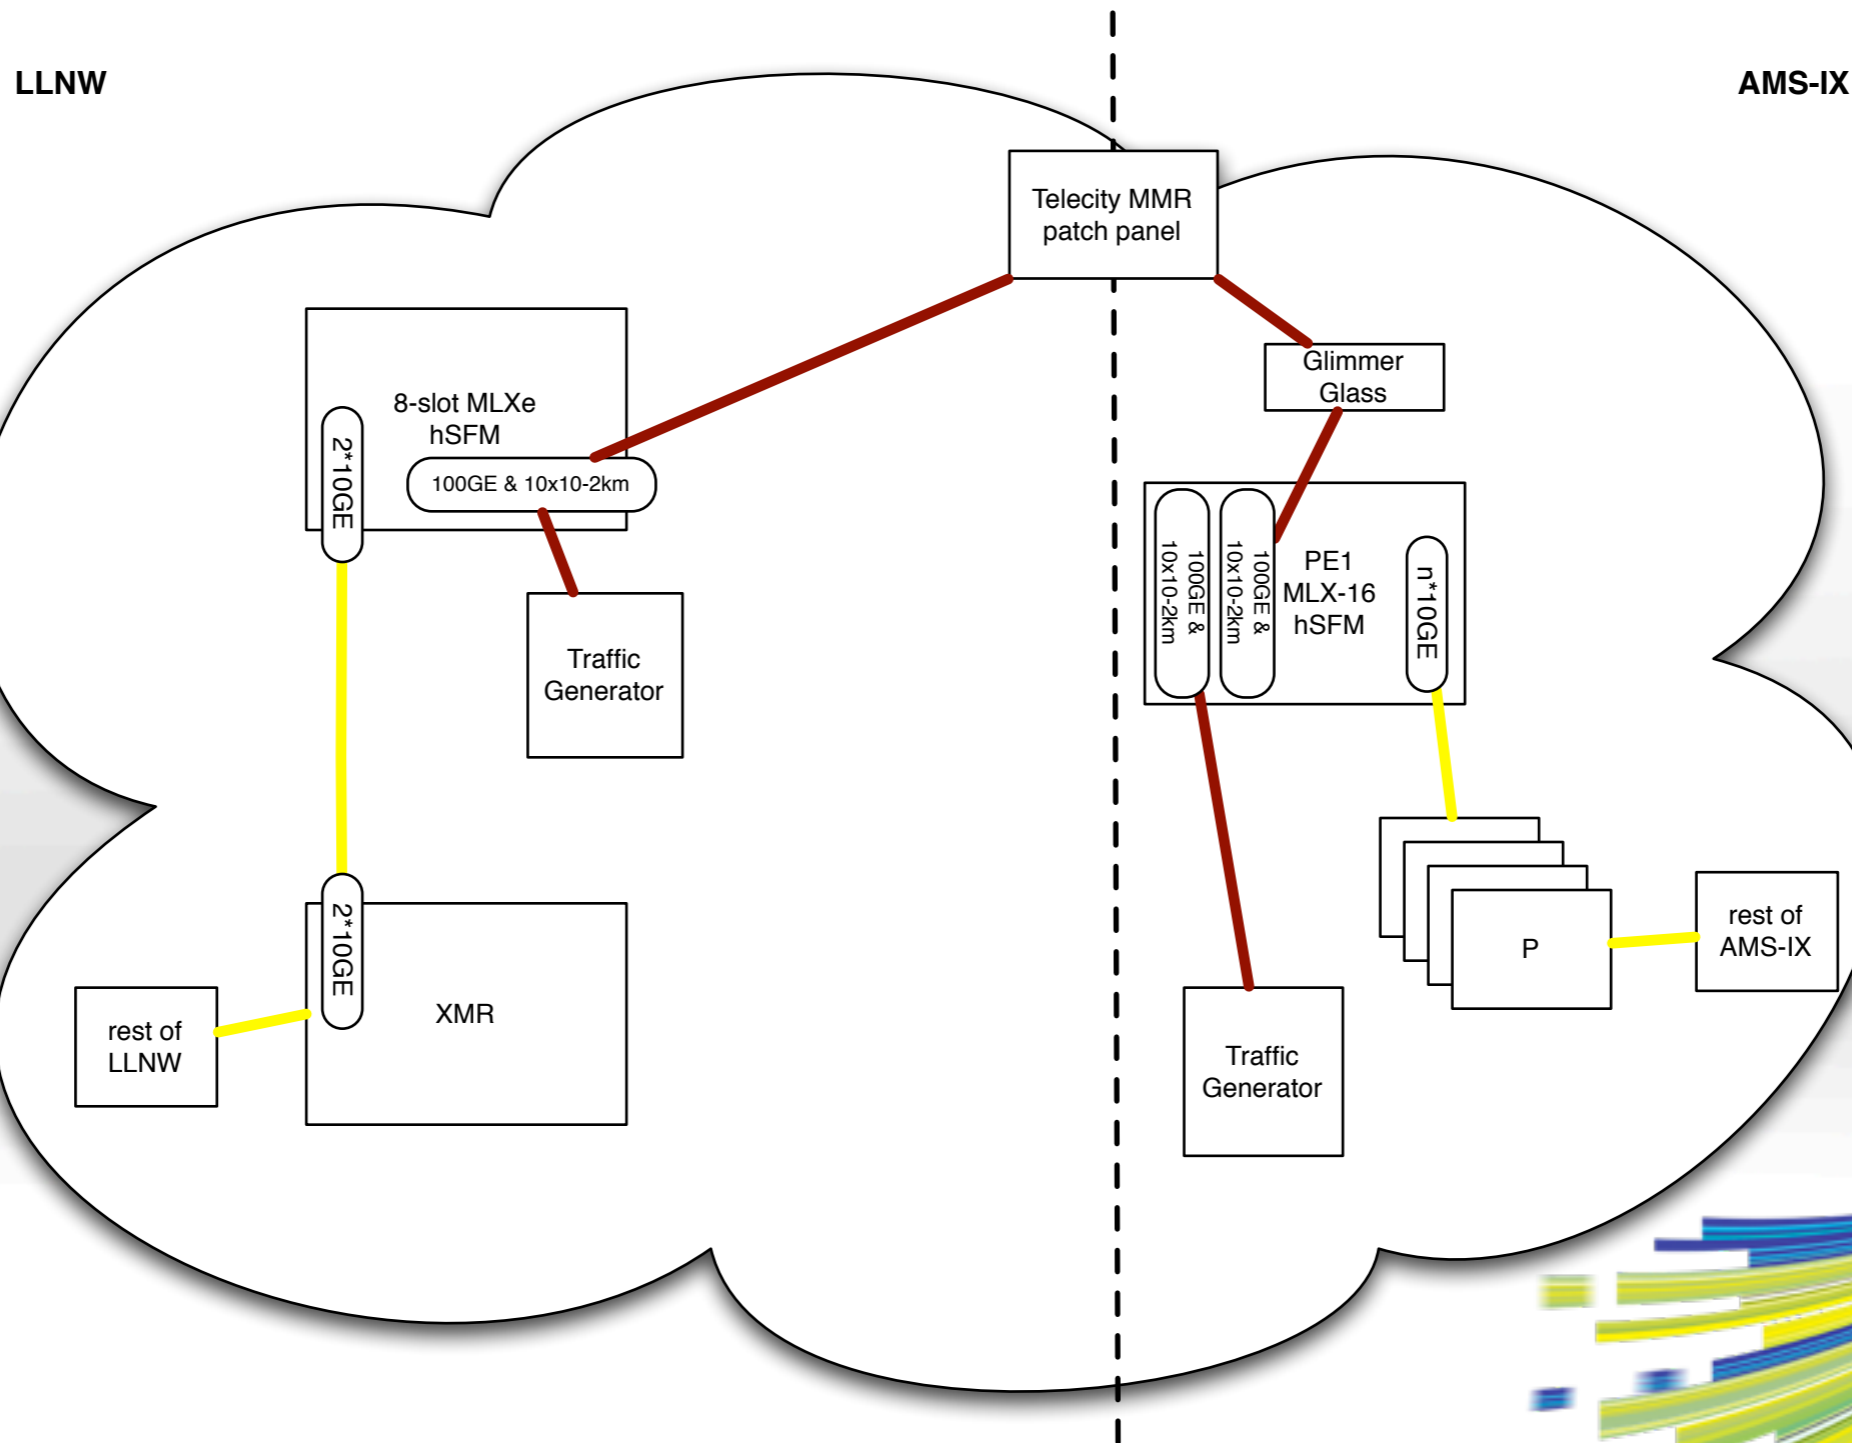 LLNW
AMS-IX
Telecity MMR
patch panel
Glimmer
Glass
8-slot MLXe
hSFM
2*10GE
100GE & 10x10-2km
Traffic
Generator
100GE &
10x10-2km
100GE &
10x10-2km
PE1
MLX-16
hSFM
n*10GE
2*10GE
XMR
rest of
LLNW
P
rest of
AMS-IX
Traffic
Generator